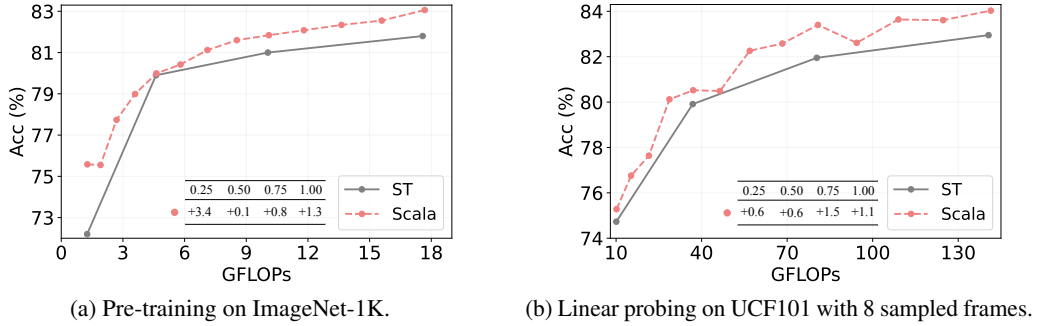 83
81
79
77
75
73
Acc (%)
0.25 0.50 0.75 1.00
+3.4 +0.1 +0.8 +1.3
ST
Scala
0 3 6 9 12 15 18
GFLOPs
(a) Pre-training on ImageNet-1K.
84
82
80
78
76
74
Acc (%)
0.25 0.50 0.75 1.00
+0.6 +0.6 +1.5 +1.1
ST
Scala
10 40 70 100 130
GFLOPs
(b) Linear probing on UCF101 with 8 sampled frames.